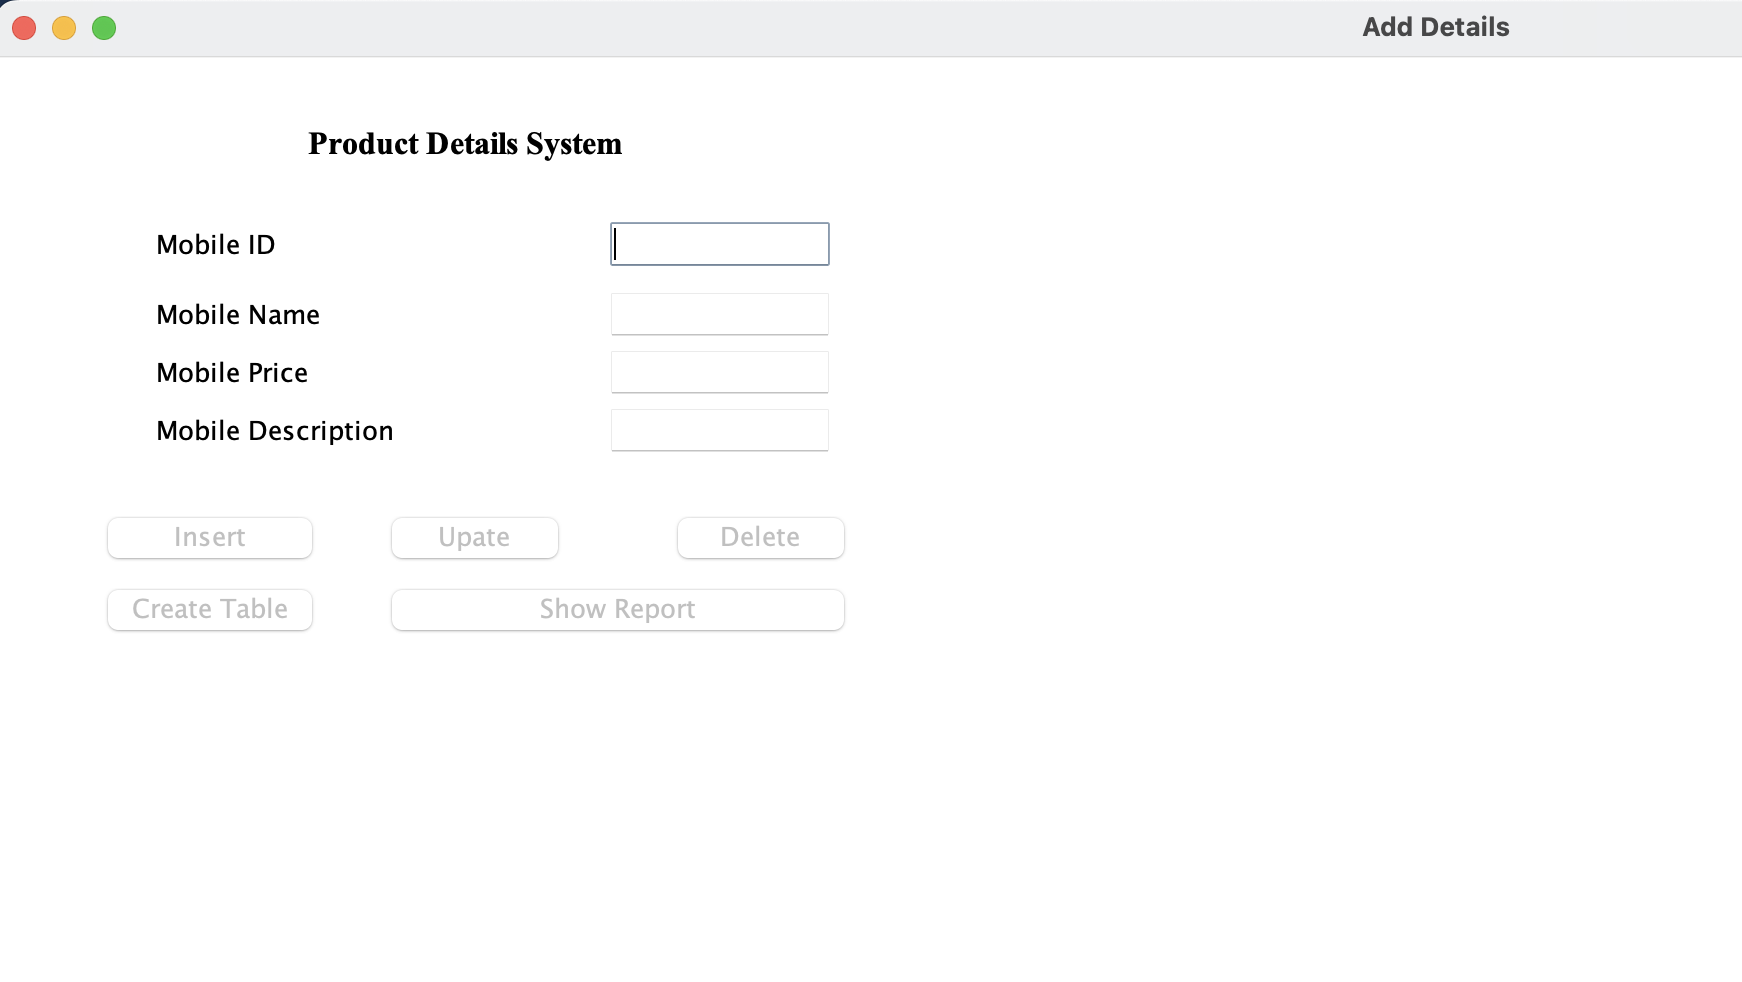 Add Details
Product Details System
Mobile ID
Mobile Name
Mobile Price
Mobile Description
Insert Upate Delete
Create Table Show Report